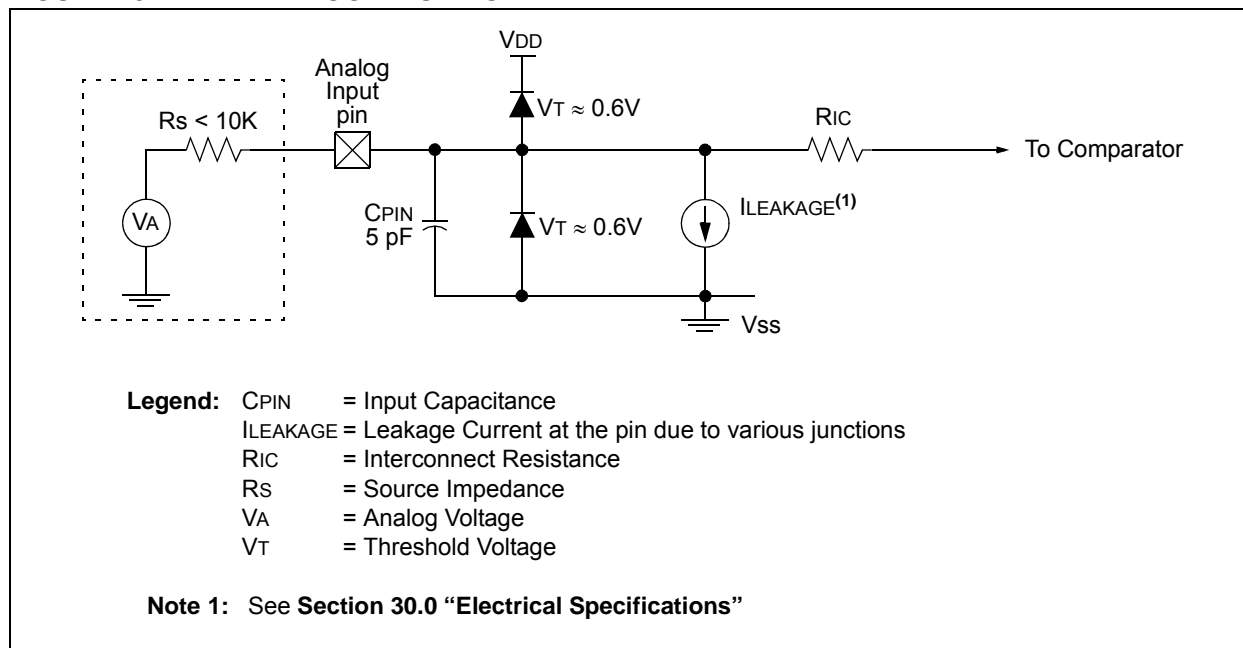 VDD
Analog
Input
pin
VT ≈ 0.6V
RIC
Rs < 10K
To Comparator
VA
CPIN
5 pF
VT ≈ 0.6V
ILEAKAGE(1)
Vss
Legend: CPIN = Input Capacitance
ILEAKAGE = Leakage Current at the pin due to various junctions
RIC = Interconnect Resistance
RS = Source Impedance
VA = Analog Voltage
VT = Threshold Voltage
Note 1: See Section 30.0 “Electrical Specifications”